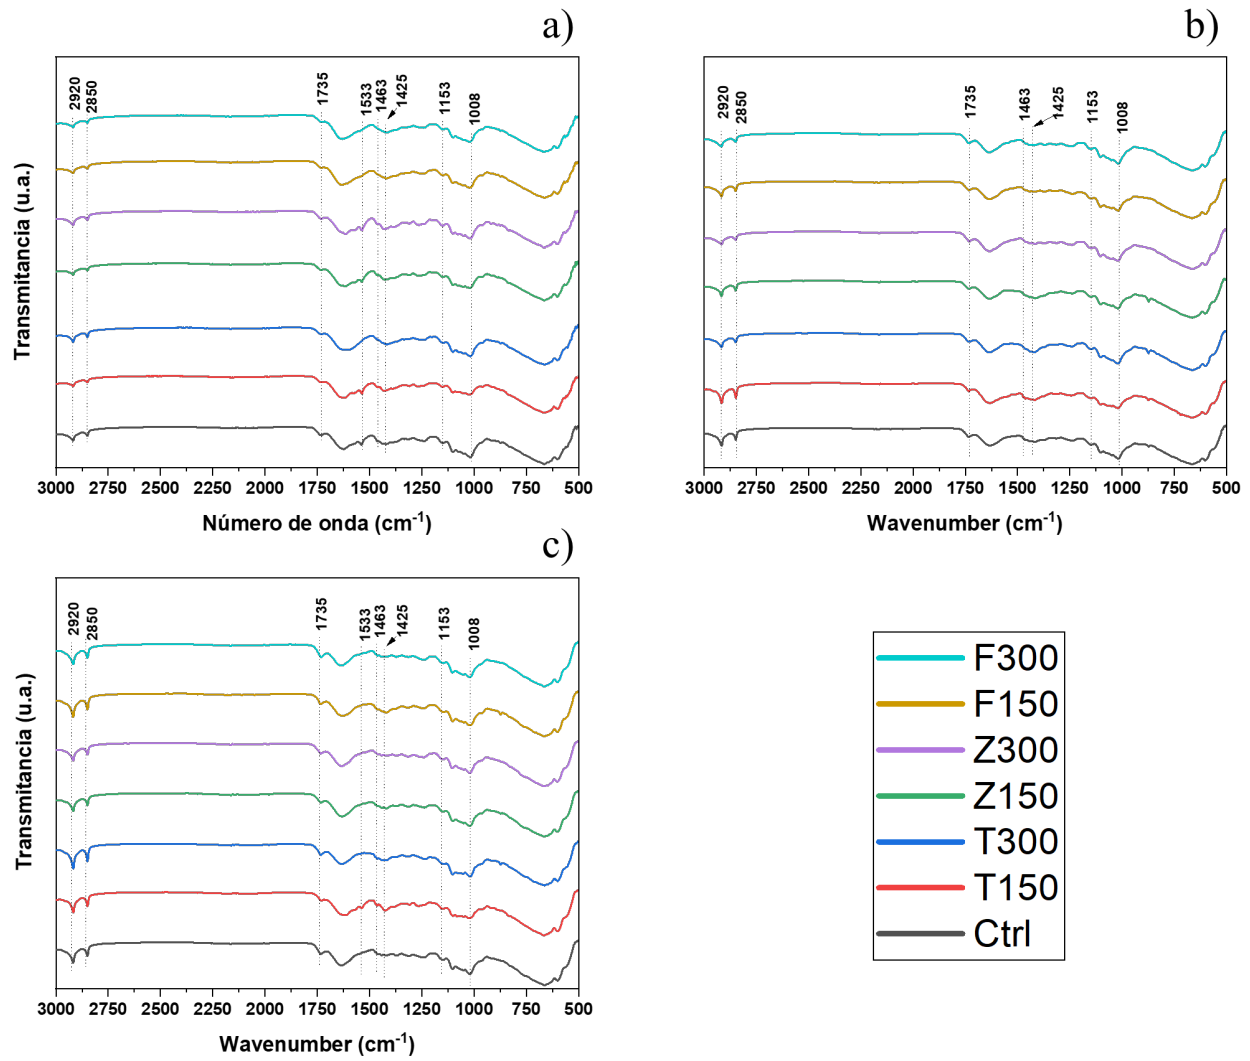 a)
2920
2850
1735
1533
1463
1425
1153
1008
Transmitancia (u.a.)
3000 2750 2500 2250 2000 1750 1500 1250 1000 750 500
Número de onda (cm⁻¹)
b)
2920
2850
1735
1463
1425
1153
1008
3000 2750 2500 2250 2000 1750 1500 1250 1000 750 500
Wavenumber (cm⁻¹)
c)
2920
2850
1735
1533
1463
1425
1153
1008
Transmitancia (u.a.)
3000 2750 2500 2250 2000 1750 1500 1250 1000 750 500
Wavenumber (cm⁻¹)
F300
F150
Z300
Z150
T300
T150
Ctrl